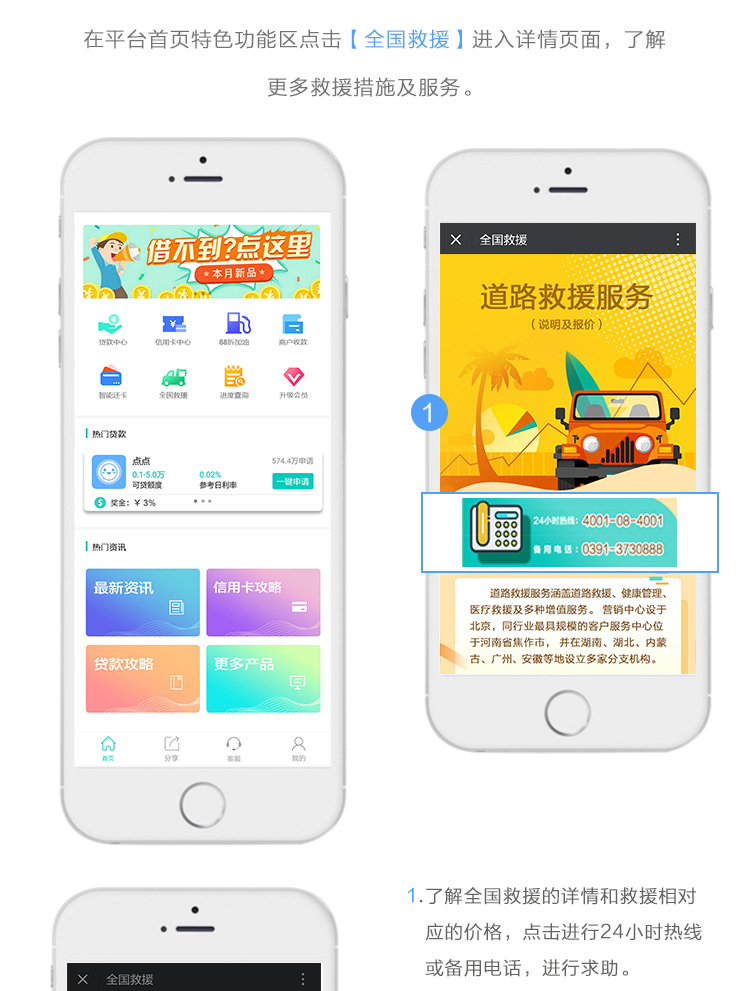 在平台首页特色功能区点击【全国救援】进入详情页面，了解
更多救援措施及服务。
借不到?点这里
本月新品
贷款中心
信用卡中心
88折加油
商户收款
智能还卡
全国救援
进度查询
升级会员
热门贷款
点点
574.4万申请
0.1-5.0万
0.02%
可贷额度
参考日利率
一键申请
奖金：￥3%
热门资讯
最新资讯
信用卡攻略
贷款攻略
更多产品
首页
分享
客服
我的
全国救援
道路救援服务
（说明及报价）
1
24小时热线：4001-08-4001
备用电话：0391-3730888
道路救援服务涵盖道路救援、健康管理、
医疗救援及多种增值服务。营销中心设于
北京，同行业最具规模的客户服务中心位
于河南省焦作市， 并在湖南、湖北、内蒙
古、广州、安徽等地设立多家分支机构。
全国救援
1.了解全国救援的详情和救援相对
应的价格，点击进行24小时热线
或备用电话，进行求助。